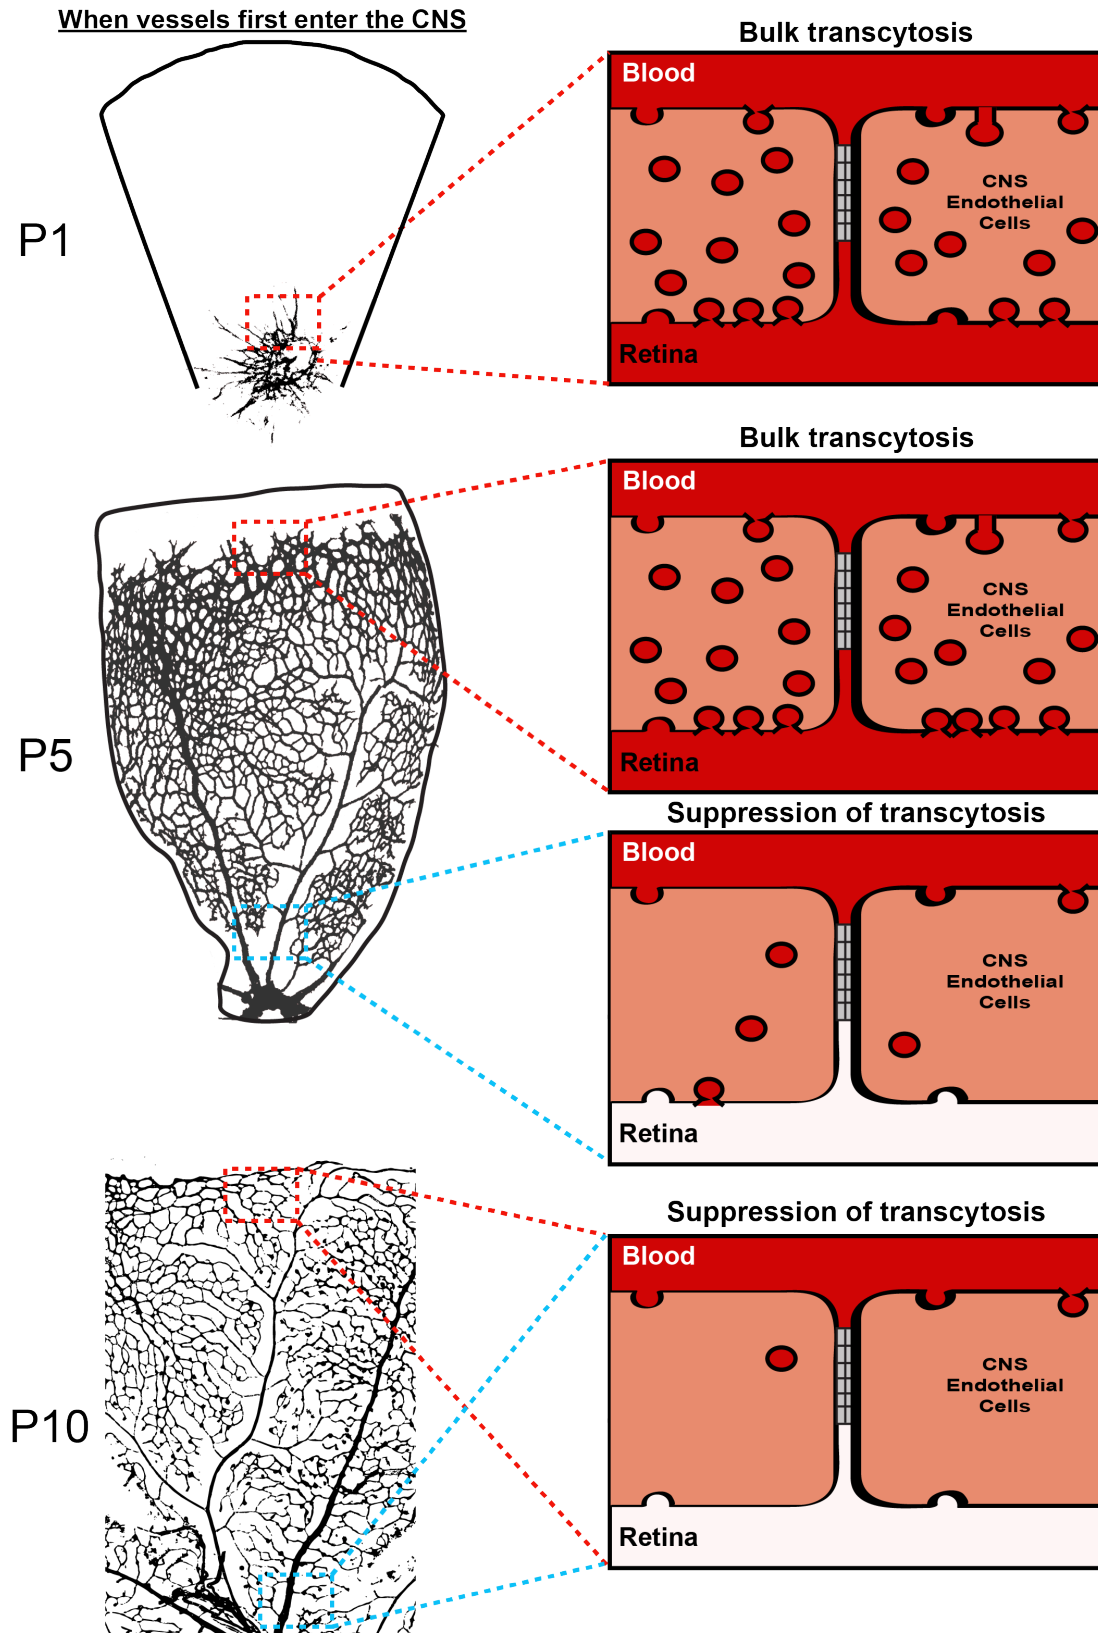 When vessels first enter the CNS
P1
Bulk transcytosis
Blood
CNS
Endothelial
Cells
Retina
P5
Bulk transcytosis
Blood
CNS
Endothelial
Cells
Retina
Suppression of transcytosis
Blood
CNS
Endothelial
Cells
Retina
P10
Suppression of transcytosis
Blood
CNS
Endothelial
Cells
Retina